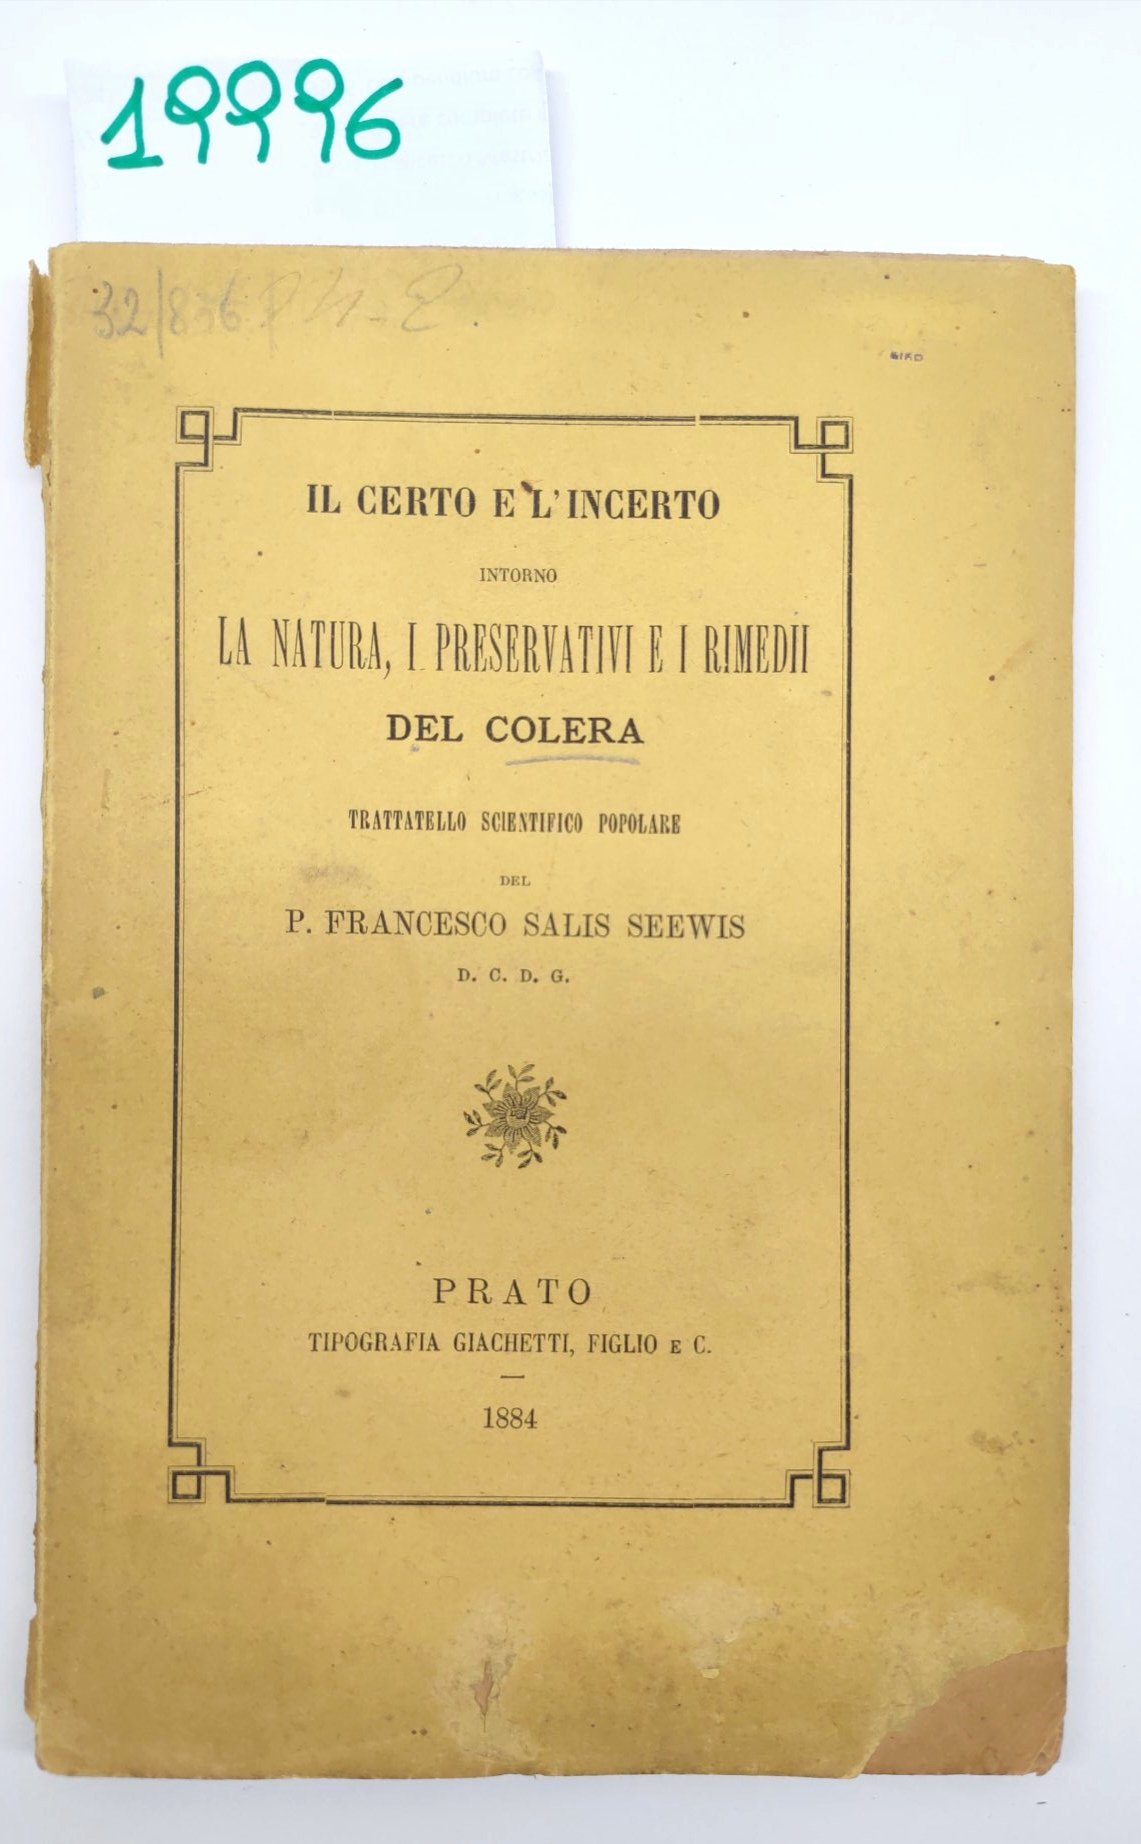 19996
32/836
IL CERTO E L'INCERTO
INTORNO
LA NATURA, I PRESERVATIVI E I RIMEDII
DEL COLERA
TRATTATELLO SCIENTIFICO POPOLARE
DEL
P. FRANCESCO SALIS SEEWIS
D. C. D. G.
PRATO
TIPOGRAFIA GIACHETTI, FIGLIO E C.
1884